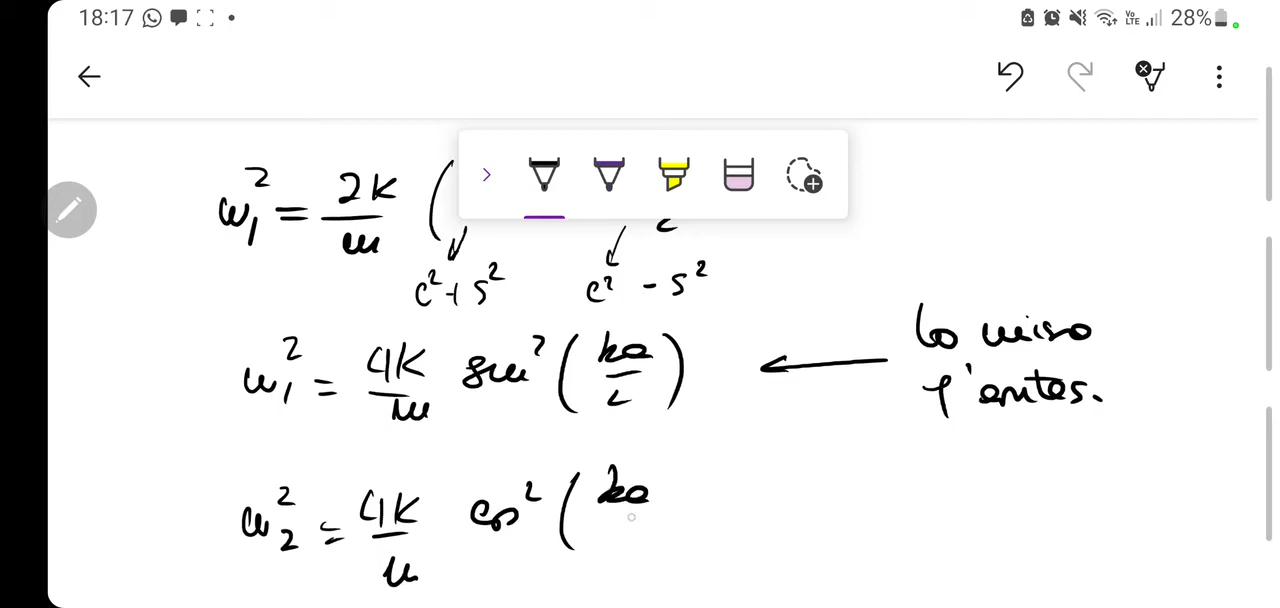 18:17 28%
ω₁² = 2K/m (
c² + s² c² - s²
ω₁² = 4K/m sin² (ka/2) ← lo mismo
q' antes.
ω₂² = 4K/m cos² (ka